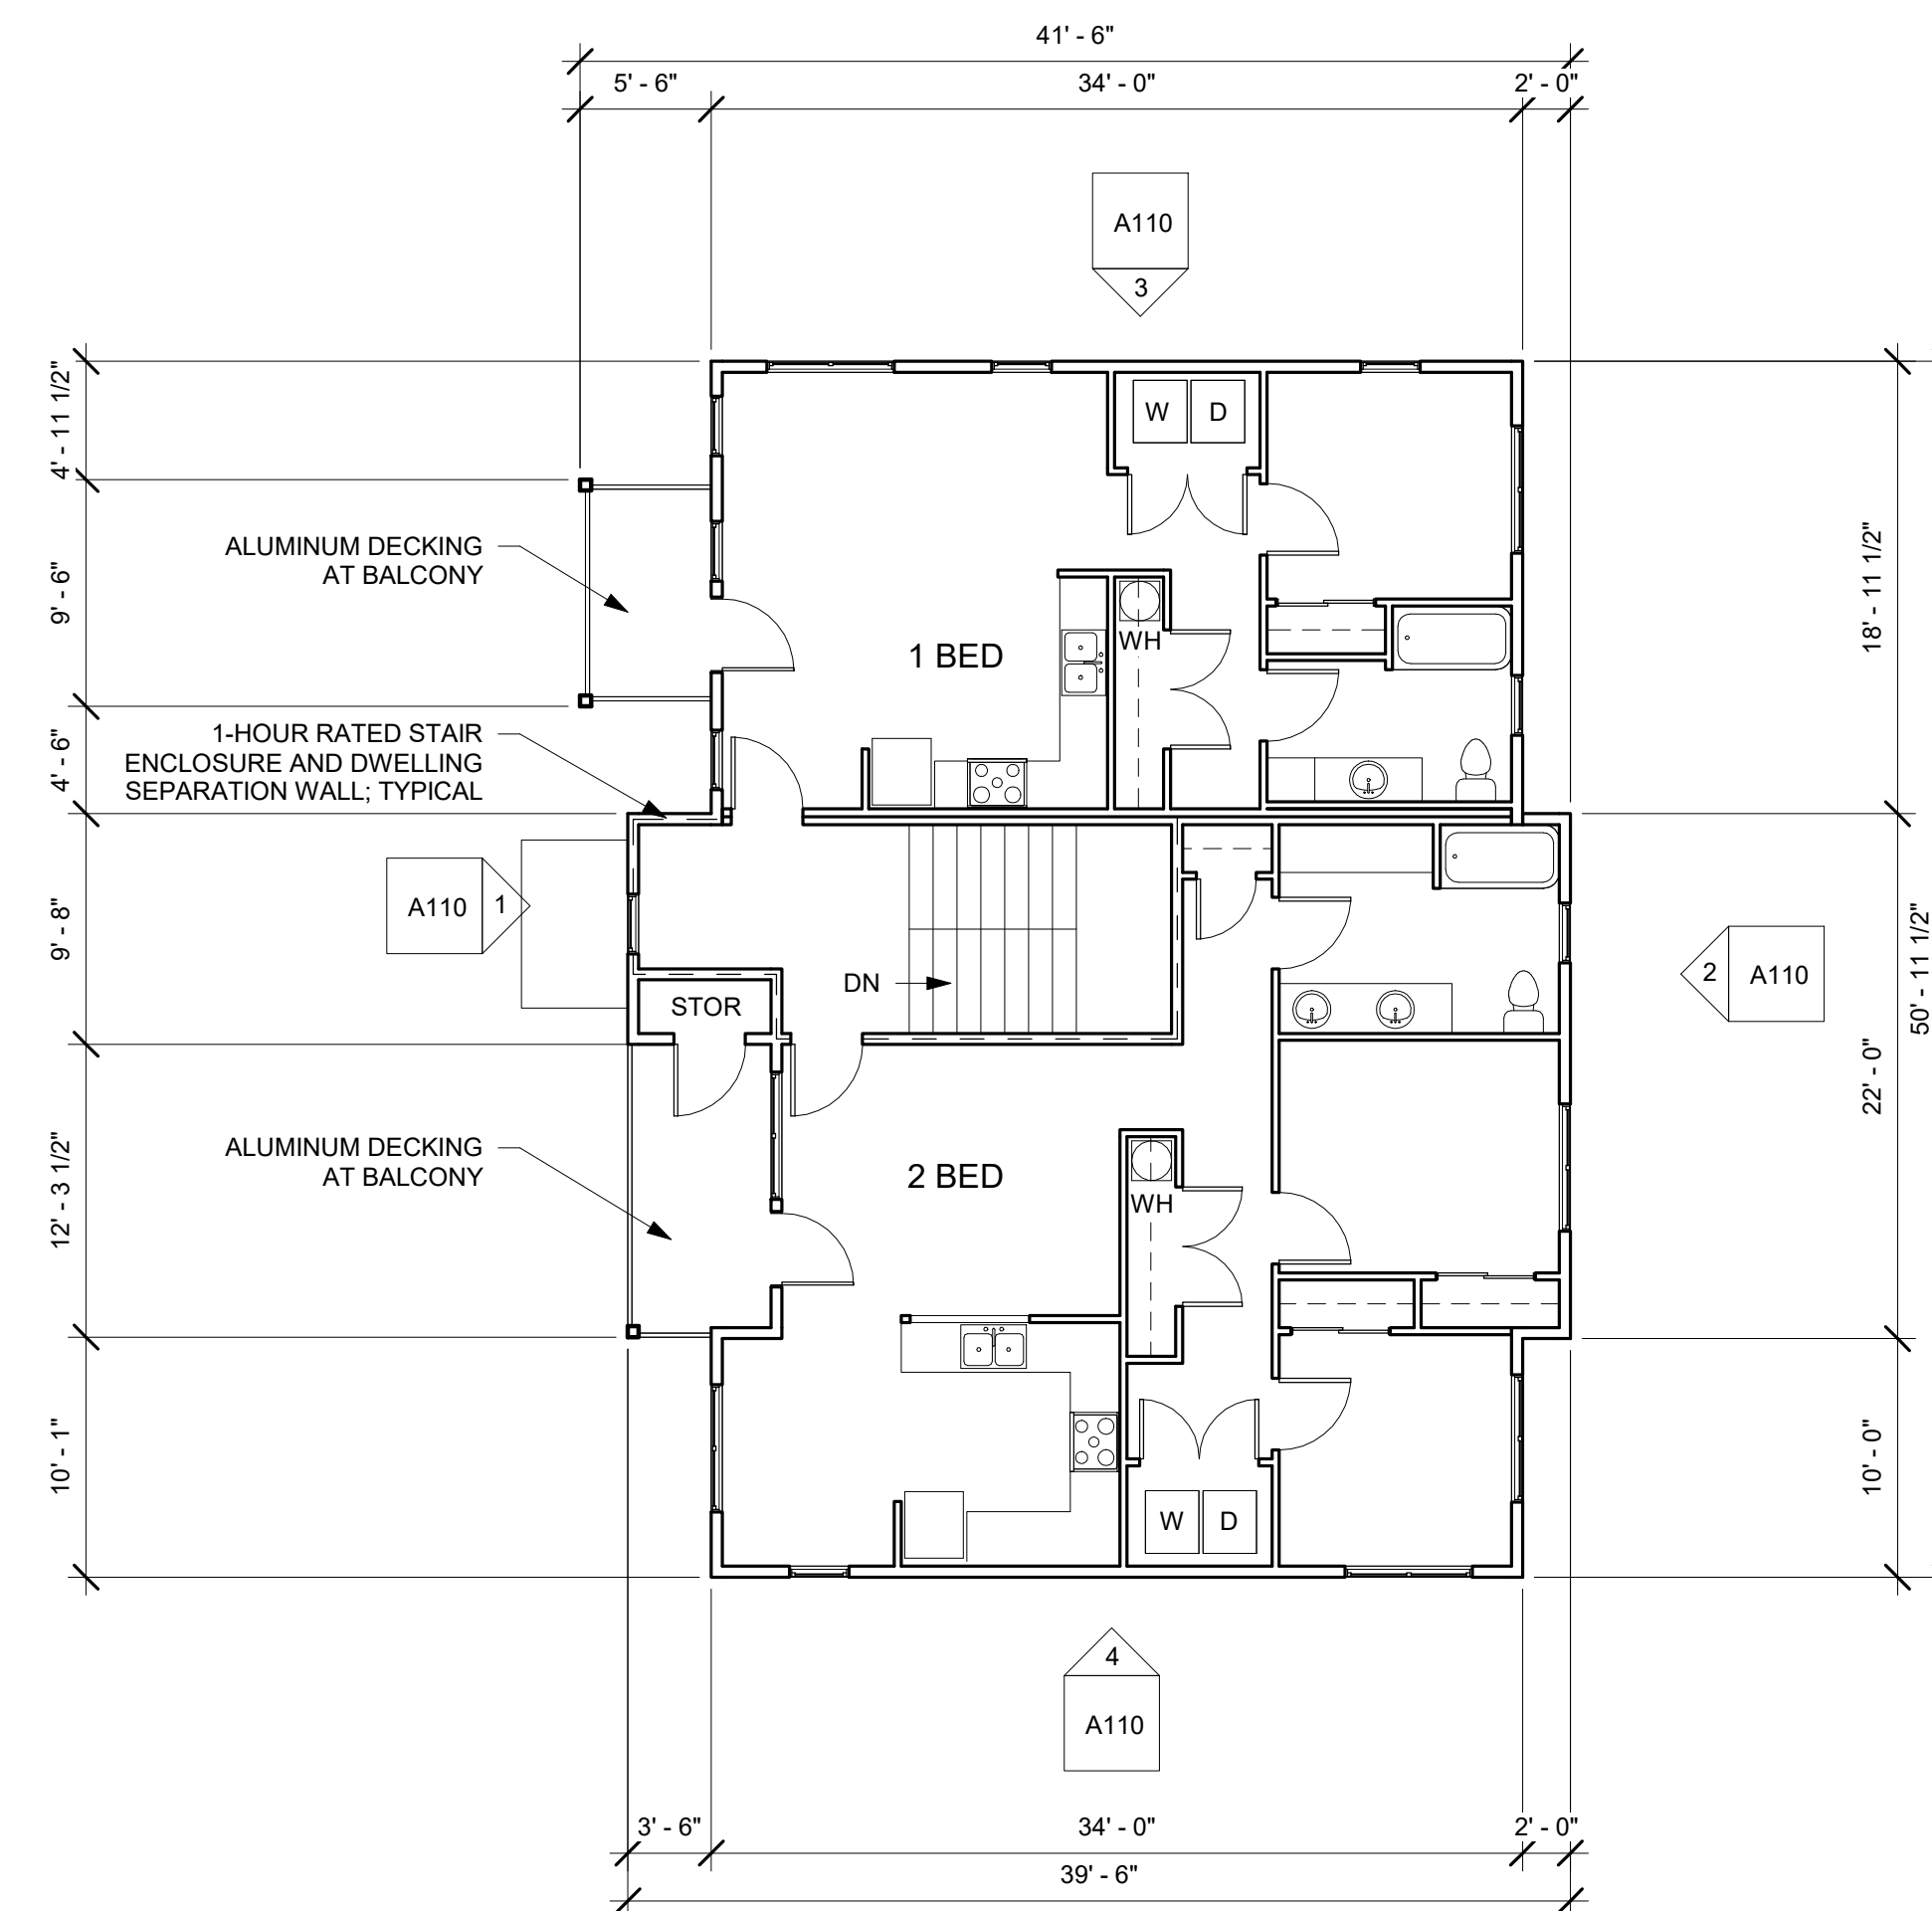 41' - 6"
5' - 6"
34' - 0"
2' - 0"
A110
3
4' - 11 1/2"
9' - 6"
4' - 6"
9' - 8"
12' - 3 1/2"
10' - 1"
18' - 11 1/2"
50' - 11 1/2"
22' - 0"
10' - 0"
W
D
ALUMINUM DECKING
AT BALCONY
WH
1 BED
1-HOUR RATED STAIR
ENCLOSURE AND DWELLING
SEPARATION WALL; TYPICAL
A110
1
DN
STOR
2
A110
ALUMINUM DECKING
AT BALCONY
2 BED
WH
W
D
4
A110
3' - 6"
34' - 0"
2' - 0"
39' - 6"